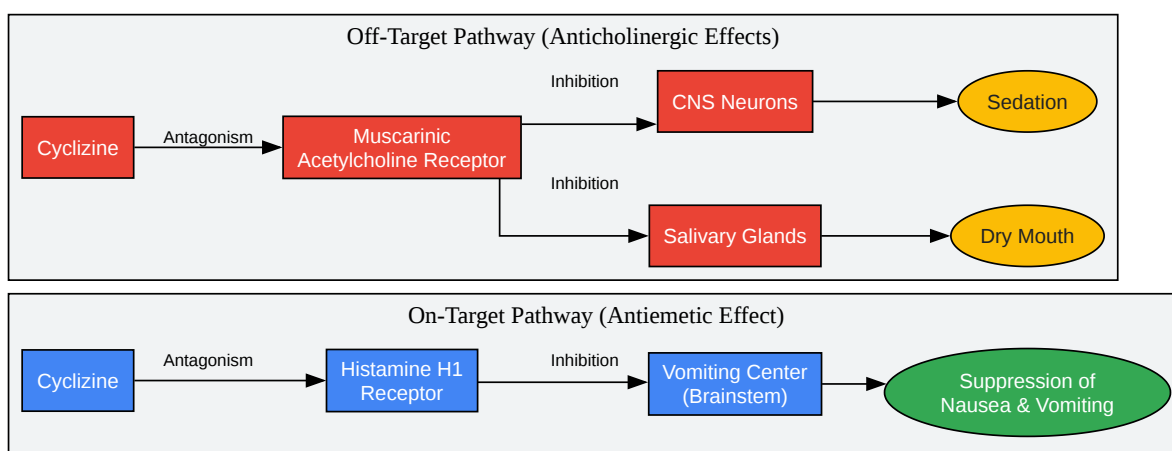 Off-Target Pathway (Anticholinergic Effects)
Inhibition
CNS Neurons
Sedation
Cyclizine
Antagonism
Muscarinic
Acetylcholine Receptor
Inhibition
Salivary Glands
Dry Mouth
On-Target Pathway (Antiemetic Effect)
Cyclizine
Antagonism
Histamine H1
Receptor
Inhibition
Vomiting Center
(Brainstem)
Suppression of
Nausea & Vomiting